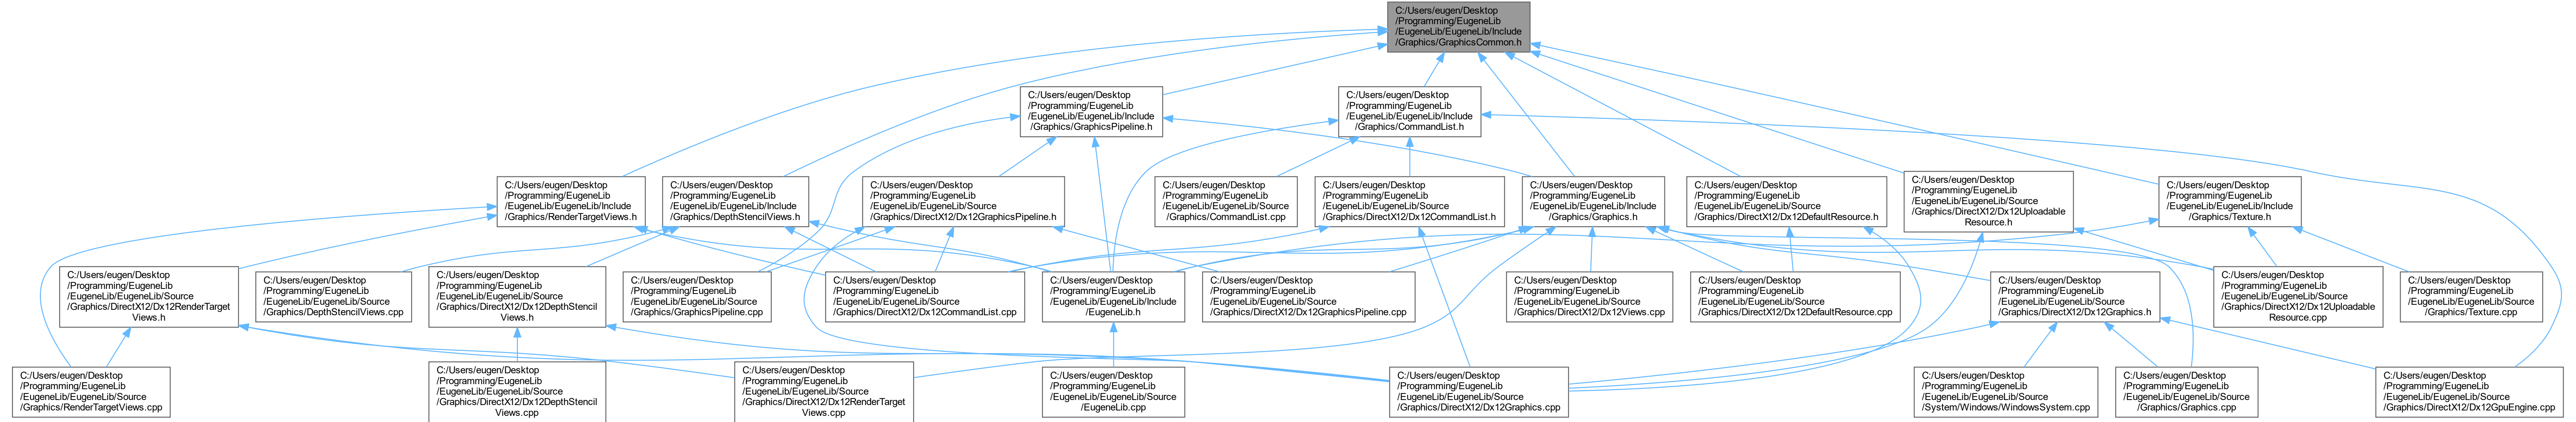 C:/Users/eugen/Desktop
/Programming/EugeneLib
/EugeneLib/EugeneLib/Include
/Graphics/GraphicsCommon.h
C:/Users/eugen/Desktop
/Programming/EugeneLib
/EugeneLib/EugeneLib/Include
/Graphics/GraphicsPipeline.h
C:/Users/eugen/Desktop
/Programming/EugeneLib
/EugeneLib/EugeneLib/Include
/Graphics/CommandList.h
C:/Users/eugen/Desktop
/Programming/EugeneLib
/EugeneLib/EugeneLib/Include
/Graphics/RenderTargetViews.h
C:/Users/eugen/Desktop
/Programming/EugeneLib
/EugeneLib/EugeneLib/Include
/Graphics/DepthStencilViews.h
C:/Users/eugen/Desktop
/Programming/EugeneLib
/EugeneLib/EugeneLib/Source
/Graphics/DirectX12/Dx12GraphicsPipeline.h
C:/Users/eugen/Desktop
/Programming/EugeneLib
/EugeneLib/EugeneLib/Source
/Graphics/CommandList.cpp
C:/Users/eugen/Desktop
/Programming/EugeneLib
/EugeneLib/EugeneLib/Source
/Graphics/DirectX12/Dx12CommandList.h
C:/Users/eugen/Desktop
/Programming/EugeneLib
/EugeneLib/EugeneLib/Include
/Graphics/Graphics.h
C:/Users/eugen/Desktop
/Programming/EugeneLib
/EugeneLib/EugeneLib/Source
/Graphics/DirectX12/Dx12DefaultResource.h
C:/Users/eugen/Desktop
/Programming/EugeneLib
/EugeneLib/EugeneLib/Source
/Graphics/DirectX12/Dx12Uploadable
Resource.h
C:/Users/eugen/Desktop
/Programming/EugeneLib
/EugeneLib/EugeneLib/Include
/Graphics/Texture.h
C:/Users/eugen/Desktop
/Programming/EugeneLib
/EugeneLib/EugeneLib/Source
/Graphics/DirectX12/Dx12RenderTarget
Views.h
C:/Users/eugen/Desktop
/Programming/EugeneLib
/EugeneLib/EugeneLib/Source
/Graphics/DepthStencilViews.cpp
C:/Users/eugen/Desktop
/Programming/EugeneLib
/EugeneLib/EugeneLib/Source
/Graphics/DirectX12/Dx12DepthStencil
Views.h
C:/Users/eugen/Desktop
/Programming/EugeneLib
/EugeneLib/EugeneLib/Source
/Graphics/GraphicsPipeline.cpp
C:/Users/eugen/Desktop
/Programming/EugeneLib
/EugeneLib/EugeneLib/Source
/Graphics/DirectX12/Dx12CommandList.cpp
C:/Users/eugen/Desktop
/Programming/EugeneLib
/EugeneLib/EugeneLib/Include
/EugeneLib.h
C:/Users/eugen/Desktop
/Programming/EugeneLib
/EugeneLib/EugeneLib/Source
/Graphics/DirectX12/Dx12GraphicsPipeline.cpp
C:/Users/eugen/Desktop
/Programming/EugeneLib
/EugeneLib/EugeneLib/Source
/Graphics/DirectX12/Dx12Views.cpp
C:/Users/eugen/Desktop
/Programming/EugeneLib
/EugeneLib/EugeneLib/Source
/Graphics/DirectX12/Dx12DefaultResource.cpp
C:/Users/eugen/Desktop
/Programming/EugeneLib
/EugeneLib/EugeneLib/Source
/Graphics/DirectX12/Dx12Graphics.h
C:/Users/eugen/Desktop
/Programming/EugeneLib
/EugeneLib/EugeneLib/Source
/Graphics/DirectX12/Dx12Uploadable
Resource.cpp
C:/Users/eugen/Desktop
/Programming/EugeneLib
/EugeneLib/EugeneLib/Source
/Graphics/Texture.cpp
C:/Users/eugen/Desktop
/Programming/EugeneLib
/EugeneLib/EugeneLib/Source
/Graphics/RenderTargetViews.cpp
C:/Users/eugen/Desktop
/Programming/EugeneLib
/EugeneLib/EugeneLib/Source
/Graphics/DirectX12/Dx12DepthStencil
Views.cpp
C:/Users/eugen/Desktop
/Programming/EugeneLib
/EugeneLib/EugeneLib/Source
/Graphics/DirectX12/Dx12RenderTarget
Views.cpp
C:/Users/eugen/Desktop
/Programming/EugeneLib
/EugeneLib/EugeneLib/Source
/EugeneLib.cpp
C:/Users/eugen/Desktop
/Programming/EugeneLib
/EugeneLib/EugeneLib/Source
/Graphics/DirectX12/Dx12Graphics.cpp
C:/Users/eugen/Desktop
/Programming/EugeneLib
/EugeneLib/EugeneLib/Source
/System/Windows/WindowsSystem.cpp
C:/Users/eugen/Desktop
/Programming/EugeneLib
/EugeneLib/EugeneLib/Source
/Graphics/Graphics.cpp
C:/Users/eugen/Desktop
/Programming/EugeneLib
/EugeneLib/EugeneLib/Source
/Graphics/DirectX12/Dx12GpuEngine.cpp